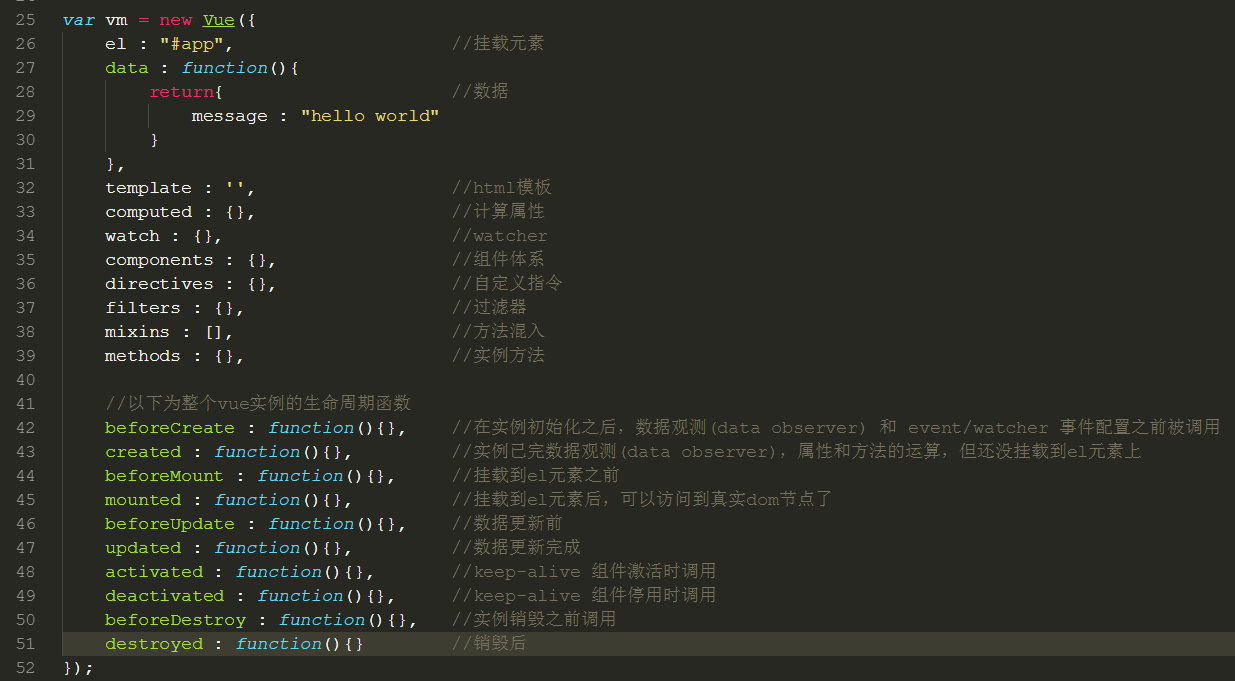 25 var vm = new Vue({
26     el : "#app",                    //挂载元素
27     data : function(){
28         return{                     //数据
29             message : "hello world"
30         }
31     },
32     template : '',                  //html模板
33     computed : {},                  //计算属性
34     watch : {},                     //watcher
35     components : {},                //组件体系
36     directives : {},                //自定义指令
37     filters : {},                   //过滤器
38     mixins : [],                    //方法混入
39     methods : {},                   //实例方法
40
41     //以下为整个vue实例的生命周期函数
42     beforeCreate : function(){},    //在实例初始化之后，数据观测(data observer) 和 event/watcher 事件配置之前被调用
43     created : function(){},         //实例已完数据观测(data observer)，属性和方法的运算，但还没挂载到el元素上
44     beforeMount : function(){},     //挂载到el元素之前
45     mounted : function(){},         //挂载到el元素后，可以访问到真实dom节点了
46     beforeUpdate : function(){},    //数据更新前
47     updated : function(){},         //数据更新完成
48     activated : function(){},       //keep-alive 组件激活时调用
49     deactivated : function(){},     //keep-alive 组件停用时调用
50     beforeDestroy : function(){},   //实例销毁之前调用
51     destroyed : function(){}        //销毁后
52 });